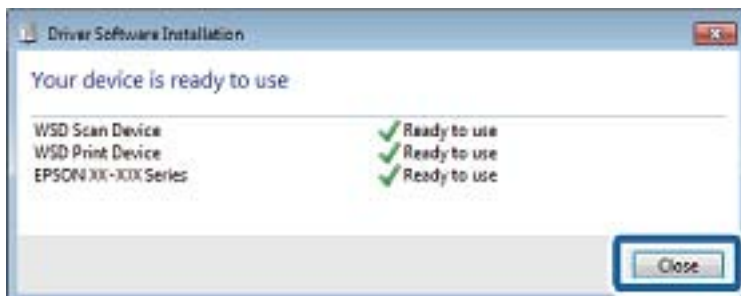 Driver Software Installation
Your device is ready to use
WSD Scan Device Ready to use
WSD Print Device Ready to use
EPSON XX-XXX Series Ready to use
Close